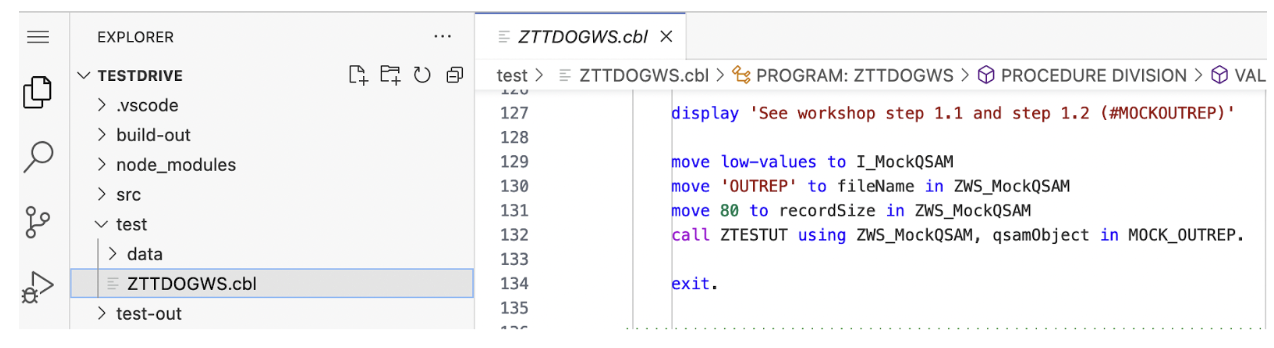 EXPLORER
TESTDRIVE
.vscode
build-out
node_modules
src
test
data
ZTTDOGWS.cbl
test-out
ZTTDOGWS.cbl
test > ZTTDOGWS.cbl > PROGRAM: ZTTDOGWS > PROCEDURE DIVISION > VAL
126
127 display 'See workshop step 1.1 and step 1.2 (#MOCKOUTREP)'
128
129 move low-values to I_MockQSAM
130 move 'OUTREP' to fileName in ZWS_MockQSAM
131 move 80 to recordSize in ZWS_MockQSAM
132 call ZTESTUT using ZWS_MockQSAM, qsamObject in MOCK_OUTREP.
133
134 exit.
135
136